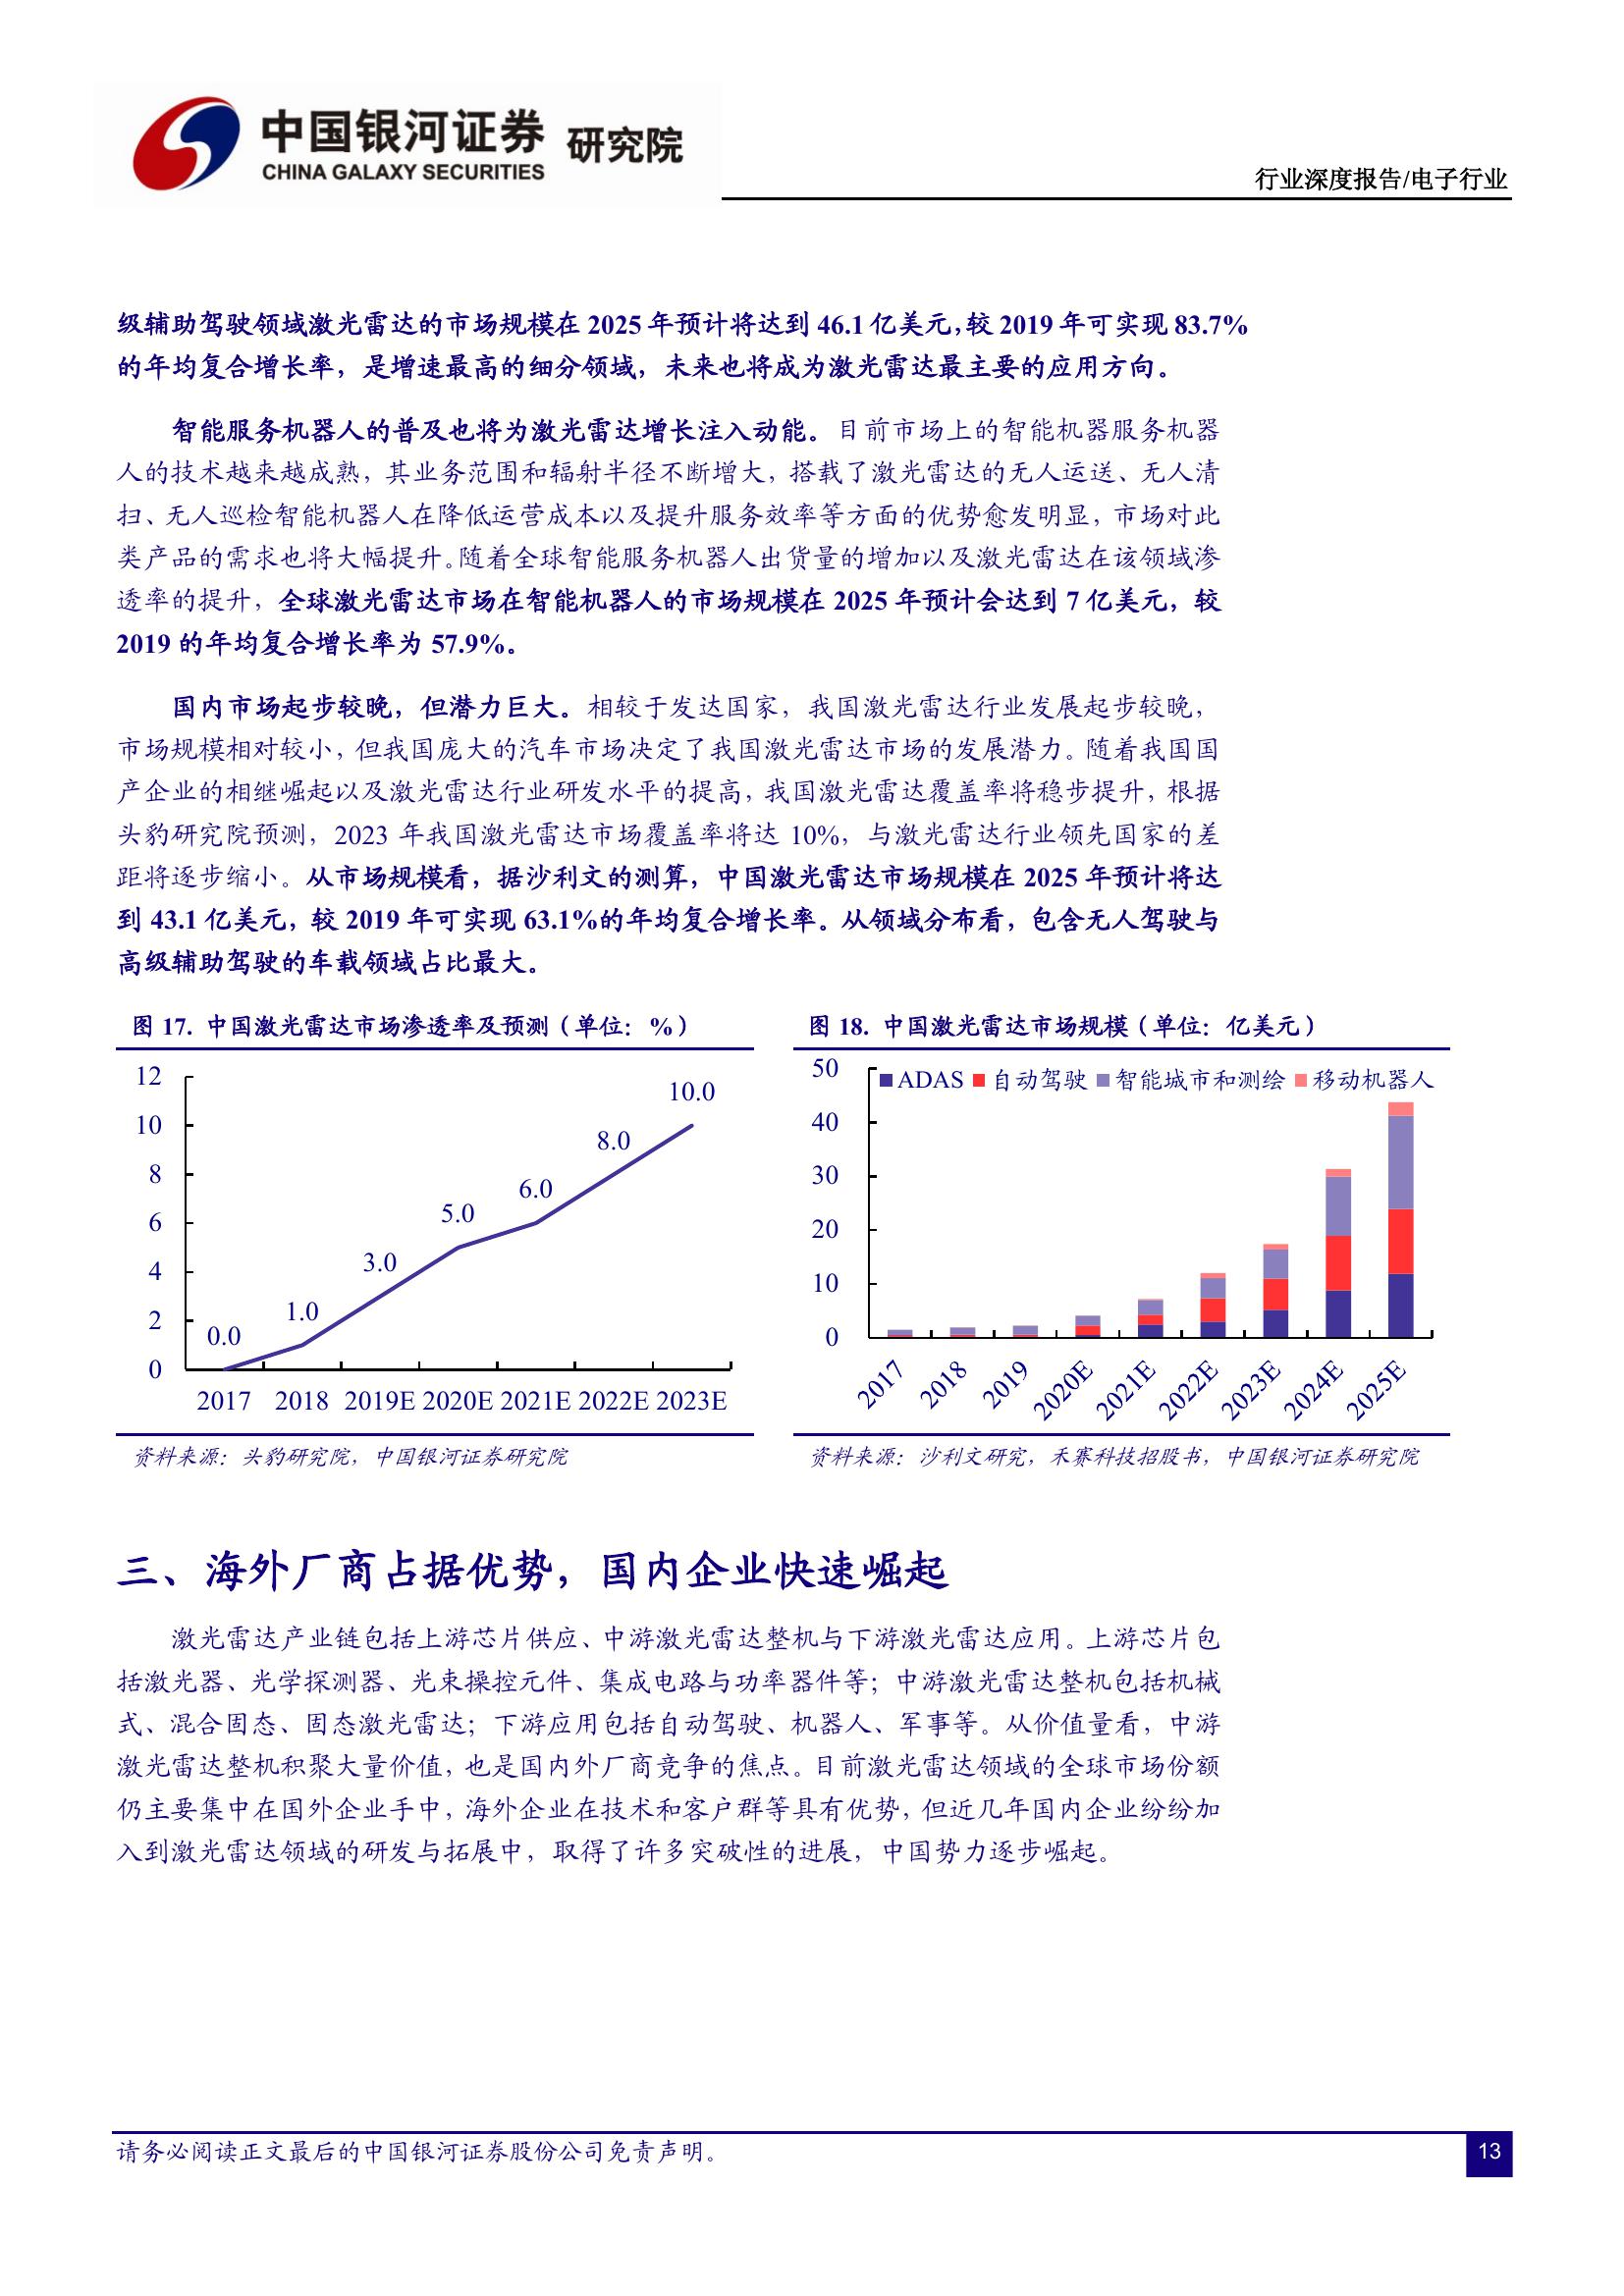 中国银河证券 研究院
CHINA GALAXY SECURITIES
行业深度报告/电子行业
级辅助驾驶领域激光雷达的市场规模在 2025 年预计将达到 46.1 亿美元，较 2019 年可实现 83.7%
的年均复合增长率，是增速最高的细分领域，未来也将成为激光雷达最主要的应用方向。
智能服务机器人的普及也将为激光雷达增长注入动能。目前市场上的智能机器服务机器
人的技术越来越成熟，其业务范围和辐射半径不断增大，搭载了激光雷达的无人运送、无人清
扫、无人巡检智能机器人在降低运营成本以及提升服务效率等方面的优势愈发明显，市场对此
类产品的需求也将大幅提升。随着全球智能服务机器人出货量的增加以及激光雷达在该领域渗
透率的提升，全球激光雷达市场在智能机器人的市场规模在 2025 年预计会达到 7 亿美元，较
2019 的年均复合增长率为 57.9%。
国内市场起步较晚，但潜力巨大。相较于发达国家，我国激光雷达行业发展起步较晚，
市场规模相对较小，但我国庞大的汽车市场决定了我国激光雷达市场的发展潜力。随着我国国
产企业的相继崛起以及激光雷达行业研发水平的提高，我国激光雷达覆盖率将稳步提升，根据
头豹研究院预测，2023 年我国激光雷达市场覆盖率将达 10%，与激光雷达行业领先国家的差
距将逐步缩小。从市场规模看，据沙利文的测算，中国激光雷达市场规模在 2025 年预计将达
到 43.1 亿美元，较 2019 年可实现 63.1%的年均复合增长率。从领域分布看，包含无人驾驶与
高级辅助驾驶的车载领域占比最大。
图 17. 中国激光雷达市场渗透率及预测（单位：%）
12
10
8
6
4
2
0
0.0
1.0
3.0
5.0
6.0
8.0
10.0
2017 2018 2019E 2020E 2021E 2022E 2023E
资料来源：头豹研究院，中国银河证券研究院
图 18. 中国激光雷达市场规模（单位：亿美元）
ADAS 自动驾驶 智能城市和测绘 移动机器人
50
40
30
20
10
0
2017 2018 2019 2020E 2021E 2022E 2023E 2024E 2025E
资料来源：沙利文研究，禾赛科技招股书，中国银河证券研究院
三、海外厂商占据优势，国内企业快速崛起
激光雷达产业链包括上游芯片供应、中游激光雷达整机与下游激光雷达应用。上游芯片包
括激光器、光学探测器、光束操控元件、集成电路与功率器件等；中游激光雷达整机包括机械
式、混合固态、固态激光雷达；下游应用包括自动驾驶、机器人、军事等。从价值量看，中游
激光雷达整机积聚大量价值，也是国内外厂商竞争的焦点。目前激光雷达领域的全球市场份额
仍主要集中在国外企业手中，海外企业在技术和客户群等具有优势，但近几年国内企业纷纷加
入到激光雷达领域的研发与拓展中，取得了许多突破性的进展，中国势力逐步崛起。
请务必阅读正文最后的中国银河证券股份公司免责声明。
13